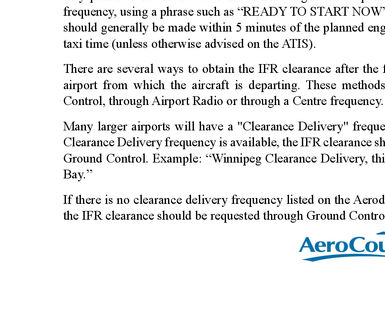 frequency, using a phrase such as “READY TO START NOW”
should generally be made within 5 minutes of the planned eng
taxi time (unless otherwise advised on the ATIS).
There are several ways to obtain the IFR clearance after the f
airport from which the aircraft is departing. These methods
Control, through Airport Radio or through a Centre frequency.
Many larger airports will have a "Clearance Delivery" freque
Clearance Delivery frequency is available, the IFR clearance sh
Ground Control. Example: “Winnipeg Clearance Delivery, thi
Bay.”
If there is no clearance delivery frequency listed on the Aerod
the IFR clearance should be requested through Ground Contro
AeroCou